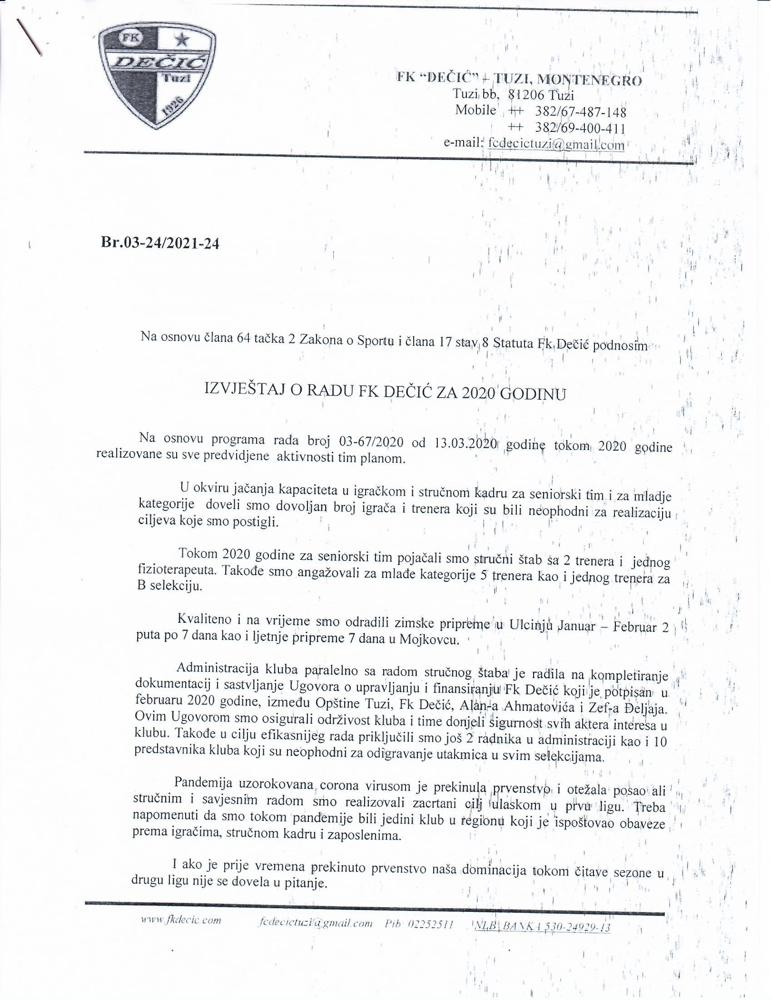 FK
DEČIĆ
Tuzi
1926
FK “DEČIĆ” + TUZI, MONTENEGRO
Tuzi bb, 81206 Tuzi
Mobile ++ 382/67-487-148
++ 382/69-400-411
e-mail: fcdecictuzi@gmail.com
Br.03-24/2021-24
Na osnovu člana 64 tačka 2 Zakona o Sportu i člana 17 stav 8 Statuta Fk Dečić podnosim
IZVJEŠTAJ O RADU FK DEČIĆ ZA 2020 GODINU
Na osnovu programa rada broj 03-67/2020 od 13.03.2020 godine tokom 2020 godine
realizovane su sve predvidjene aktivnosti tim planom.
U okviru jačanja kapaciteta u igračkom i stručnom kadru za seniorski tim i za mladje
kategorije doveli smo dovoljan broj igrača i trenera koji su bili neophodni za realizaciju
ciljeva koje smo postigli.
Tokom 2020 godine za seniorski tim pojačali smo stručni štab sa 2 trenera i jednog
fizioterapeuta. Takođe smo angažovali za mlađe kategorije 5 trenera kao i jednog trenera za
B selekciju.
Kvaliteno i na vrijeme smo odradili zimske pripreme u Ulcinju Januar – Februar 2
puta po 7 dana kao i ljetnje pripreme 7 dana u Mojkovcu.
Administracija kluba paralelno sa radom stručnog štaba je radila na kompletiranje
dokumentacij i sastvljanje Ugovora o upravljanju i finansiranju Fk Dečić koji je potpisan u
februaru 2020 godine, između Opštine Tuzi, Fk Dečić, Alan-a Ahmatovića i Zef-a Đeljaja.
Ovim Ugovorom smo osigurali održivost kluba i time donjeli sigurnost svih aktera interesa u
klubu. Takođe u cilju efikasnijeg rada priključili smo još 2 radnika u administraciji kao i 10
predstavnika kluba koji su neophodni za odigravanje utakmica u svim selekcijama.
Pandemija uzorokovana corona virusom je prekinula prvenstvo i otežala posao ali
stručnim i savjesnim radom smo realizovali zacrtani cilj ulaskom u prvu ligu. Treba
napomenuti da smo tokom pandemije bili jedini klub u regionu koji je ispoštovao obaveze
prema igračima, stručnom kadru i zaposlenima.
I ako je prije vremena prekinuto prvenstvo naša dominacija tokom čitave sezone u
drugu ligu nije se dovela u pitanje.
www.fkdecic.com fcdecictuzi@gmail.com Pib: 02252511 NLB BANKA 530-24929-13